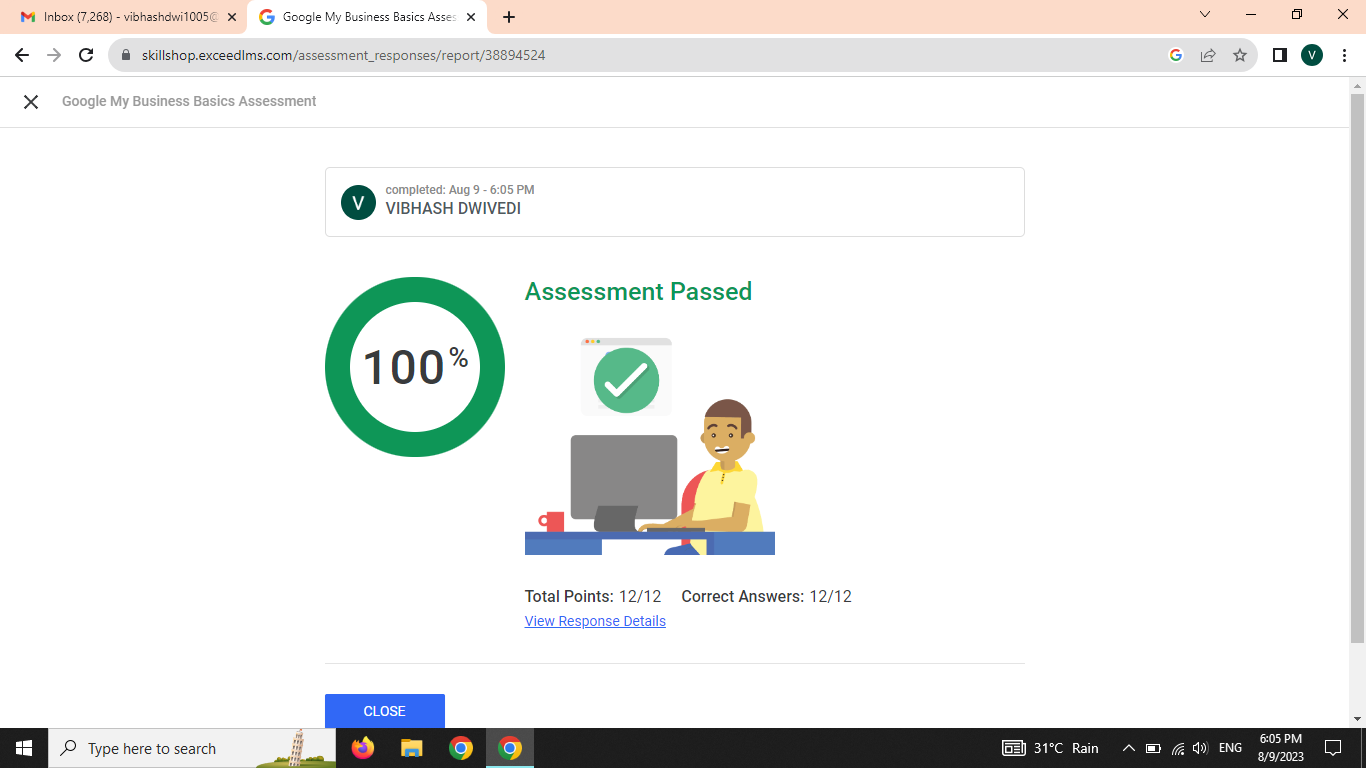 Inbox (7,268) - vibhashdwi1005@
Google My Business Basics Asses
skillshop.exceedlms.com/assessment_responses/report/38894524
V
Google My Business Basics Assessment
V
completed: Aug 9 - 6:05 PM
VIBHASH DWIVEDI
100%
Assessment Passed
Total Points: 12/12 Correct Answers: 12/12
View Response Details
CLOSE
Type here to search
31°C Rain
ENG
6:05 PM
8/9/2023